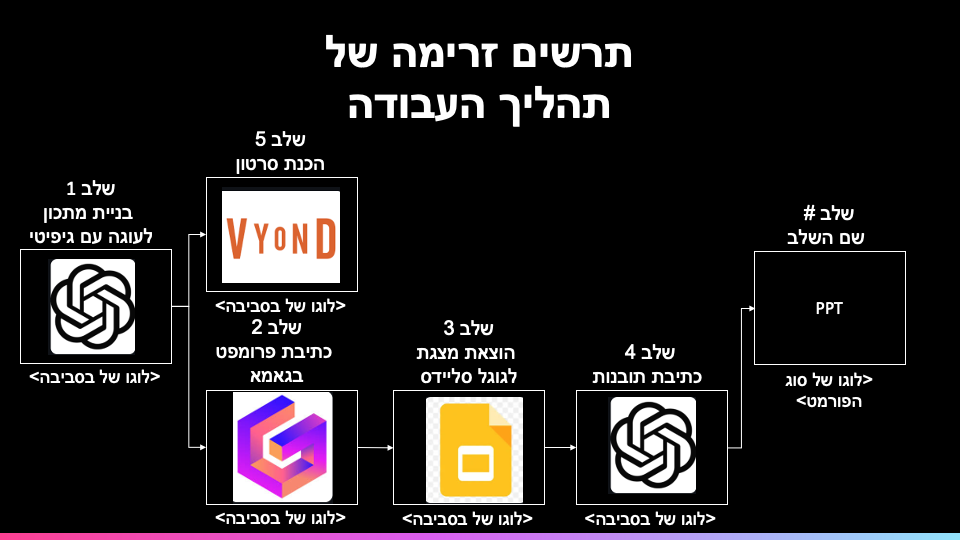 תרשים זרימה של
תהליך העבודה
שלב 1
בניית מתכון
לעוגה עם גיפיטי
<לוגו של בסביבה>
שלב 5
הכנת סרטון
VYOND
<לוגו של בסביבה>
שלב 2
כתיבת פרומפט
בגאמא
<לוגו של בסביבה>
שלב 3
הוצאת מצגת
לגוגל סליידס
<לוגו של בסביבה>
שלב 4
כתיבת תובנות
<לוגו של בסביבה>
שלב #
שם השלב
PPT
<לוגו של סוג
הפורמט>